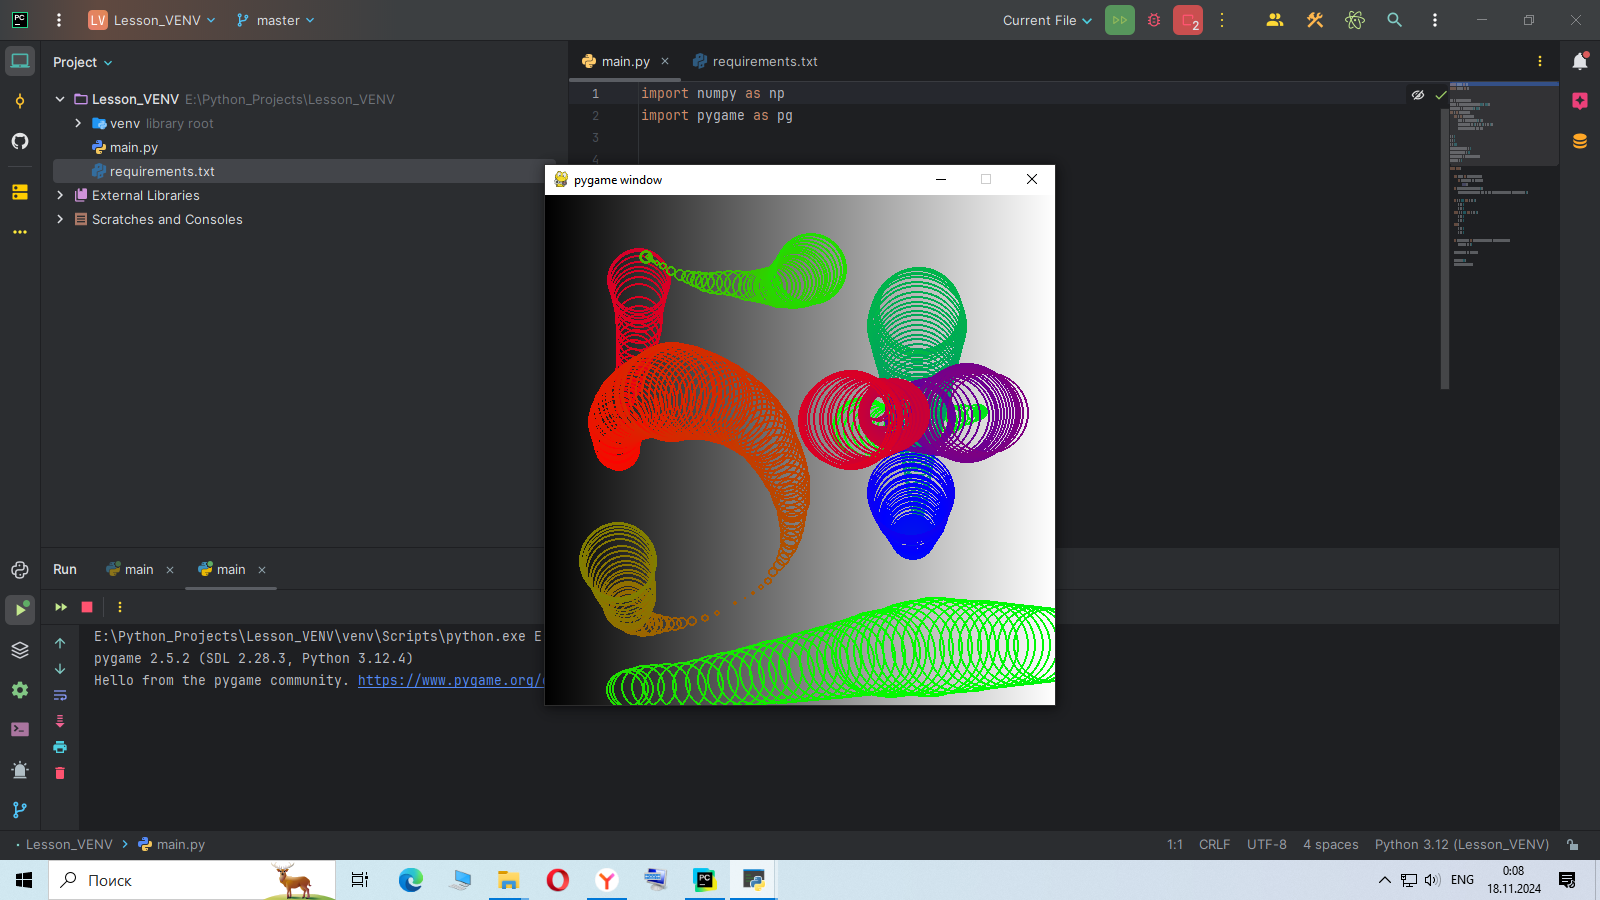 LV Lesson_VENV master Current File 2
Project
main.py requirements.txt
Lesson_VENV E:\Python_Projects\Lesson_VENV
venv library root
main.py
requirements.txt
External Libraries
Scratches and Consoles
1 import numpy as np
2 import pygame as pg
3
4
pygame window
Run main main
E:\Python_Projects\Lesson_VENV\venv\Scripts\python.exe E
pygame 2.5.2 (SDL 2.28.3, Python 3.12.4)
Hello from the pygame community. https://www.pygame.org/
Lesson_VENV main.py 1:1 CRLF UTF-8 4 spaces Python 3.12 (Lesson_VENV)
Поиск ENG 0:08
18.11.2024